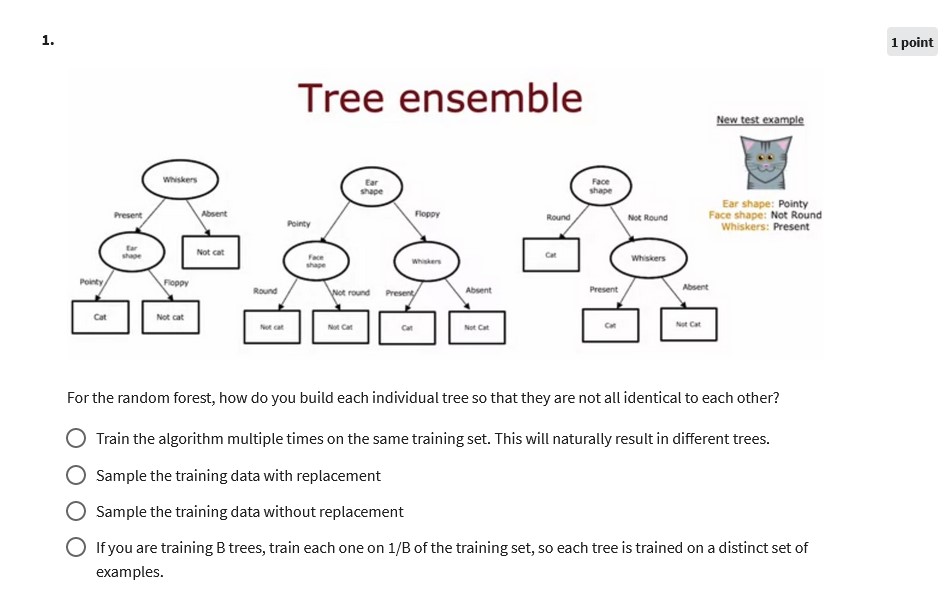 1.
1 point
Tree ensemble
New test example
Ear shape: Pointy
Face shape: Not Round
Whiskers: Present
Whiskers
Present
Absent
Ear
shape
Not cat
Pointy
Floppy
Cat
Not cat
Ear
shape
Pointy
Floppy
Face
shape
Whiskers
Round
Not round
Present
Absent
Not cat
Not Cat
Cat
Not Cat
Face
shape
Round
Not Round
Cat
Whiskers
Present
Absent
Cat
Not Cat
For the random forest, how do you build each individual tree so that they are not all identical to each other?
Train the algorithm multiple times on the same training set. This will naturally result in different trees.
Sample the training data with replacement
Sample the training data without replacement
If you are training B trees, train each one on 1/B of the training set, so each tree is trained on a distinct set of
examples.